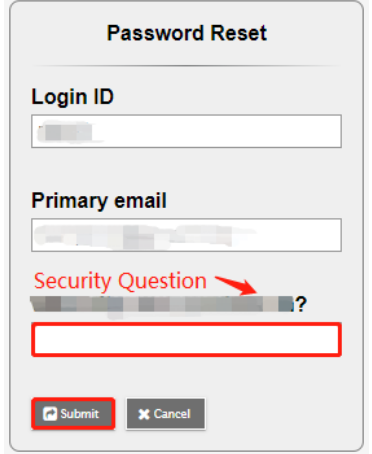 Password Reset
Login ID
Primary email
Security Question
?
Submit
Cancel